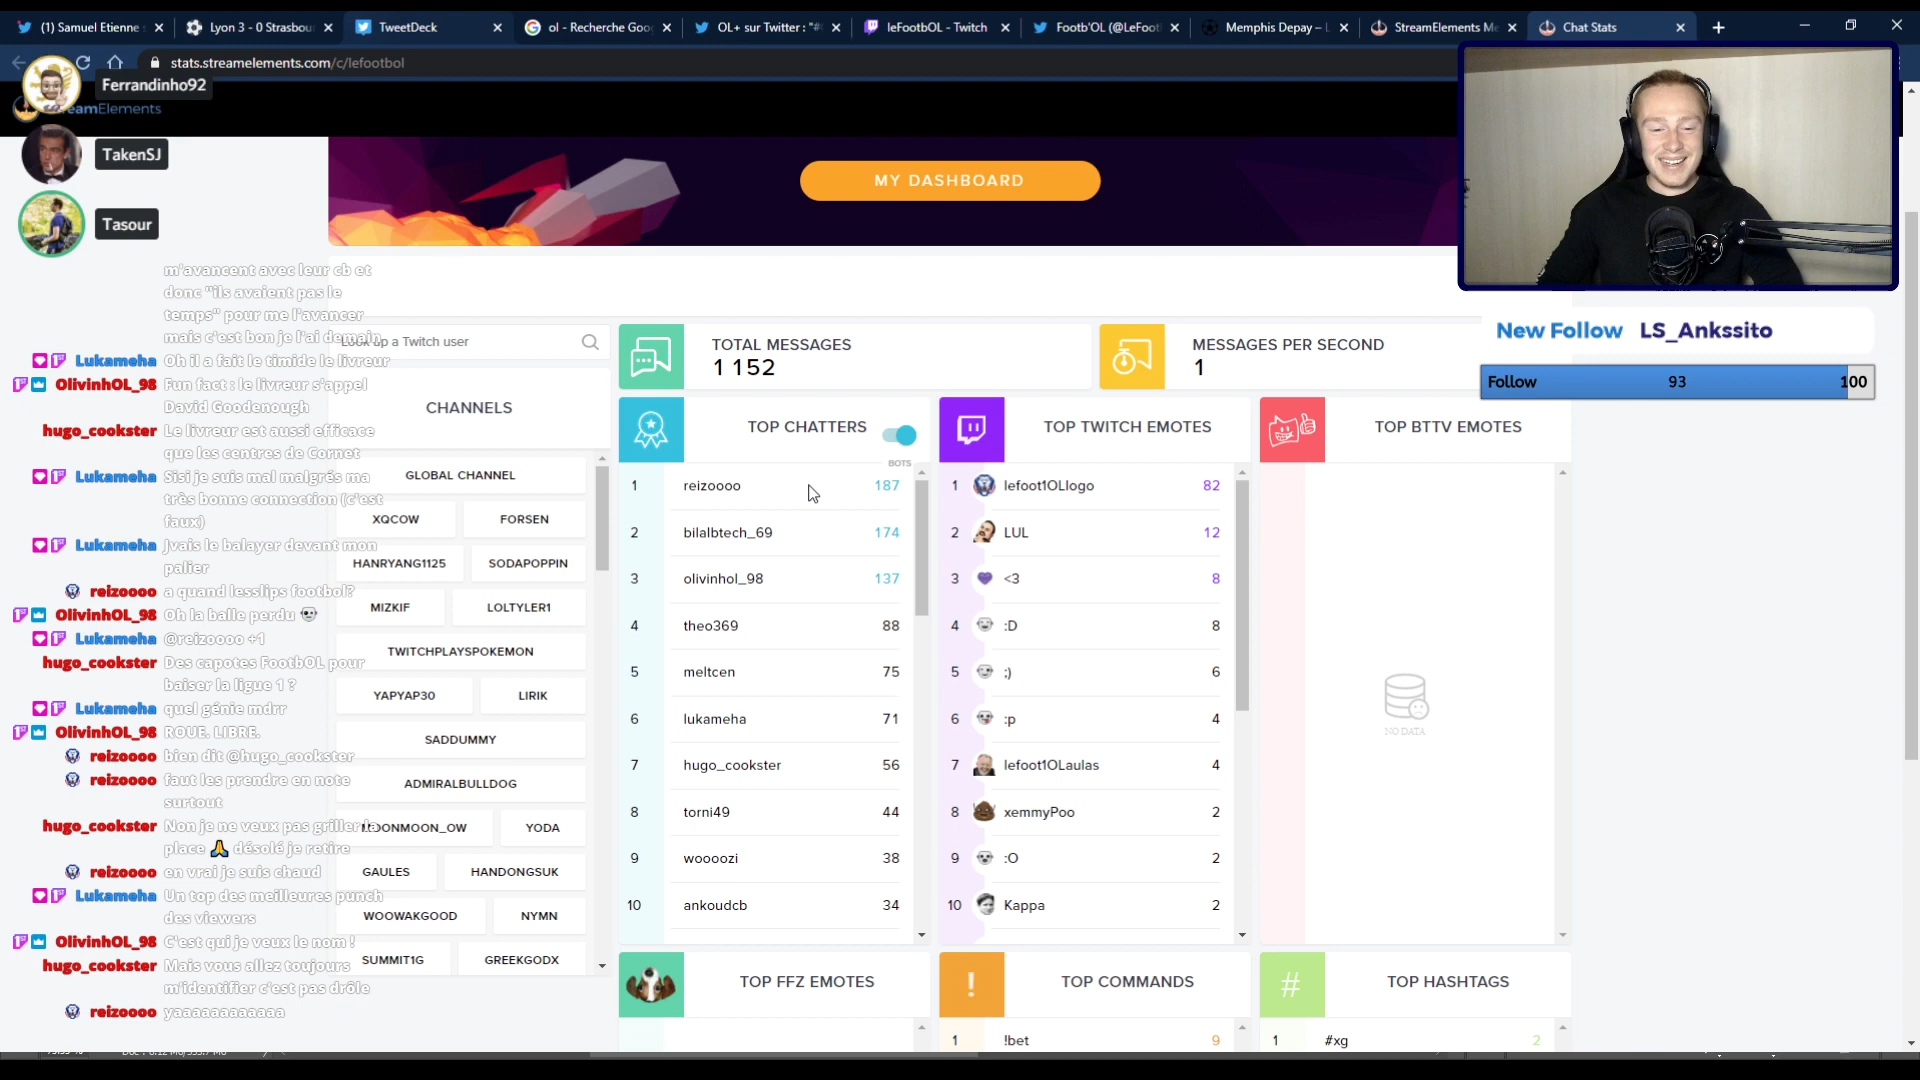 (1) Samuel Etienne
Lyon 3 - 0 Strasbou
TweetDeck
ol - Recherche Goo
OL+ sur Twitter : "#
leFootbOL - Twitch
Footb'OL (@LeFoot
Memphis Depay – L
StreamElements Me
Chat Stats
stats.streamelements.com/c/lefootbol
Ferrandinho92
eamElements
TakenSJ
Tasour
MY DASHBOARD
m'avancent avec leur cb et
donc "ils avaient pas le
temps" pour me l'avancer
mais c'est bon je l'ai demain
Lukameha Oh il a fait le timide le livreur
OlivinhOL_98 Fun fact : le livreur s'appel
David Goodenough
hugo_cookster Le livreur est aussi efficace
que les centres de Cornet
Lukameha Sisi je suis mal malgrés ma
très bonne connection (c'est
faux)
Lukameha Jvais le balayer devant mon
palier
reizoooo a quand lesslips footbol?
OlivinhOL_98 Oh la balle perdu
Lukameha @reizoooo +1
hugo_cookster Des capotes FootbOL pour
baiser la ligue 1 ?
Lukameha quel génie mdrr
OlivinhOL_98 ROUE. LIBRE.
reizoooo bien dit @hugo_cookster
reizoooo faut les prendre en note
surtout
hugo_cookster Non je ne veux pas griller la
place 🙏 désolé je retire
reizoooo en vrai je suis chaud
Lukameha Un top des meilleures punch
des viewers
OlivinhOL_98 C'est qui je veux le nom !
hugo_cookster Mais vous allez toujours
m'identifier c'est pas drôle
reizoooo yaaaaaaaaaaaa
Look up a Twitch user
CHANNELS
GLOBAL CHANNEL
XQCOW
FORSEN
HANRYANG1125
SODAPOPPIN
MIZKIF
LOLTYLER1
TWITCHPLAYSPOKEMON
YAPYAP30
LIRIK
SADDUMMY
ADMIRALBULLDOG
MOONMOON_OW
YODA
GAULES
HANDONGSUK
WOOWAKGOOD
NYMN
SUMMIT1G
GREEKGODX
TOTAL MESSAGES
1 152
MESSAGES PER SECOND
1
TOP CHATTERS
BOTS
1 reizoooo 187
2 bilalbtech_69 174
3 olivinhol_98 137
4 theo369 88
5 meltcen 75
6 lukameha 71
7 hugo_cookster 56
8 torni49 44
9 woooozi 38
10 ankoudcb 34
TOP TWITCH EMOTES
1 lefoot1OLlogo 82
2 LUL 12
3 <3 8
4 :D 8
5 ;) 6
6 :p 4
7 lefoot1OLaulas 4
8 xemmyPoo 2
9 :O 2
10 Kappa 2
TOP BTTV EMOTES
NO DATA
TOP FFZ EMOTES
TOP COMMANDS
1 !bet 9
TOP HASHTAGS
1 #xg 2
New Follow LS_Ankssito
Follow 93 100